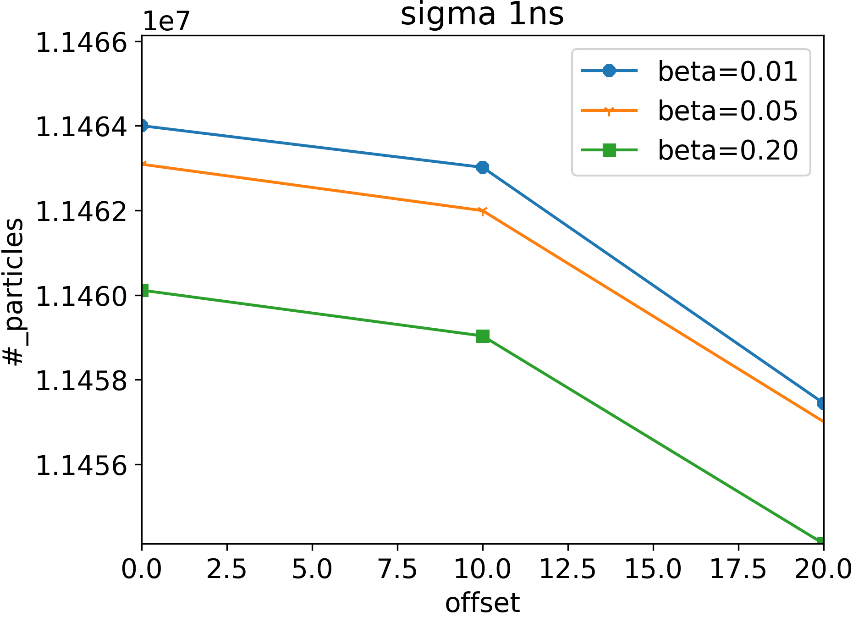 sigma 1ns
1e7
1.1466
1.1464
1.1462
1.1460
1.1458
1.1456
#_particles
beta=0.01
beta=0.05
beta=0.20
0.0 2.5 5.0 7.5 10.0 12.5 15.0 17.5 20.0
offset